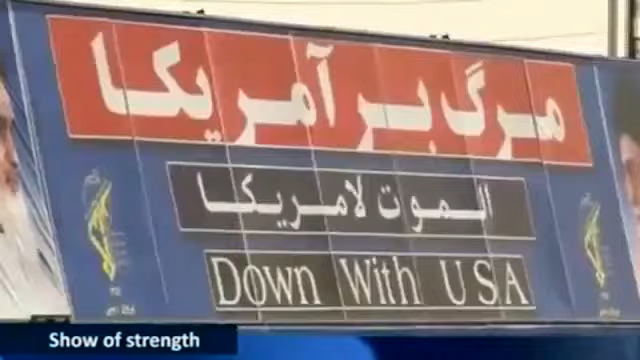 مرگ بر آمریکا
الموت لامریکا
Down With USA
Show of strength